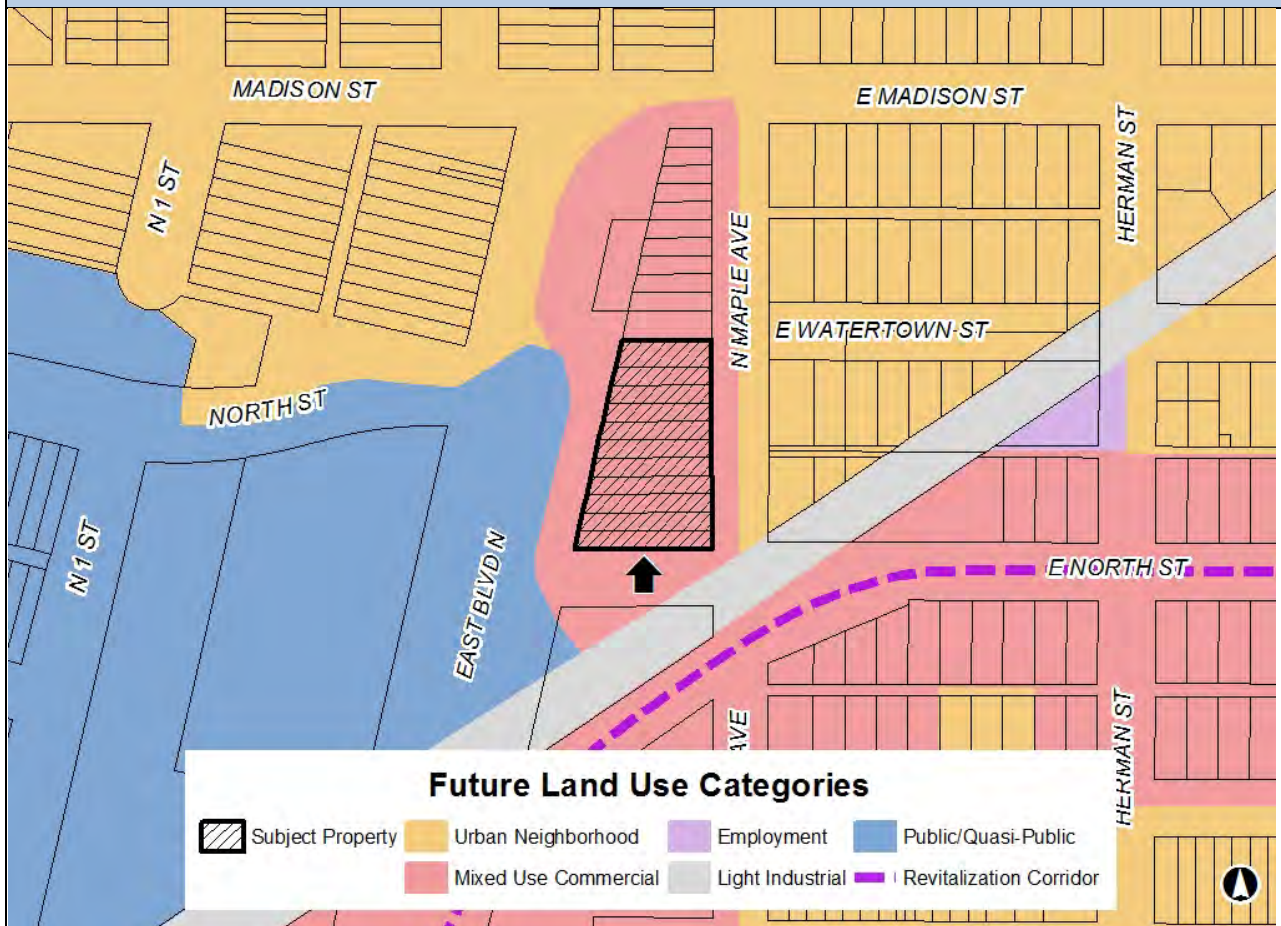 MADISON ST
E MADISON ST
N 1 ST
HERMAN ST
N MAPLE AVE
E WATERTOWN ST
NORTH ST
N 1 ST
EAST BLVD N
E NORTH ST
AVE
HERMAN ST
Future Land Use Categories
Subject Property
Urban Neighborhood
Employment
Public/Quasi-Public
Mixed Use Commercial
Light Industrial
Revitalization Corridor